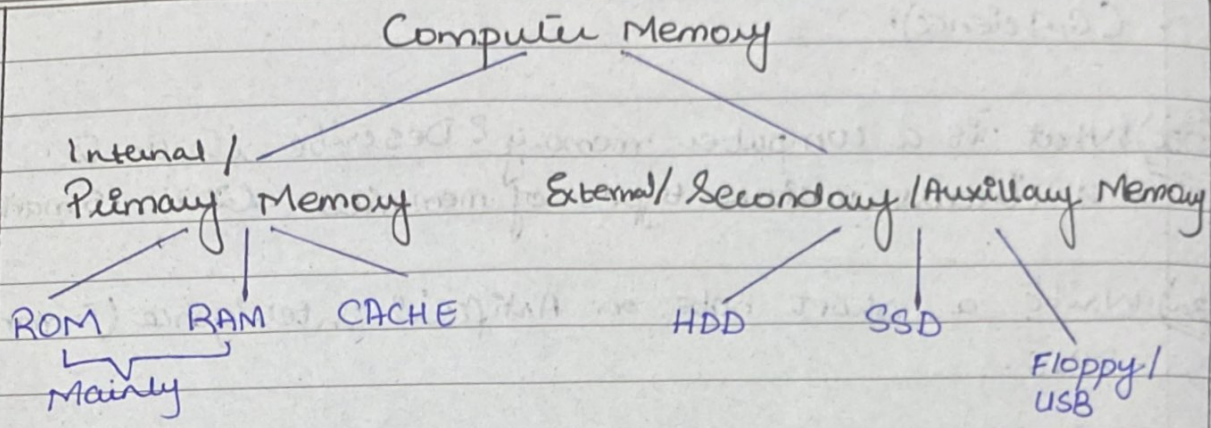 Computer Memory
Internal /
Primary Memory
External/ Secondary /Auxillary Memory
ROM RAM CACHE
HDD SSD
Mainly
Floppy/
USB